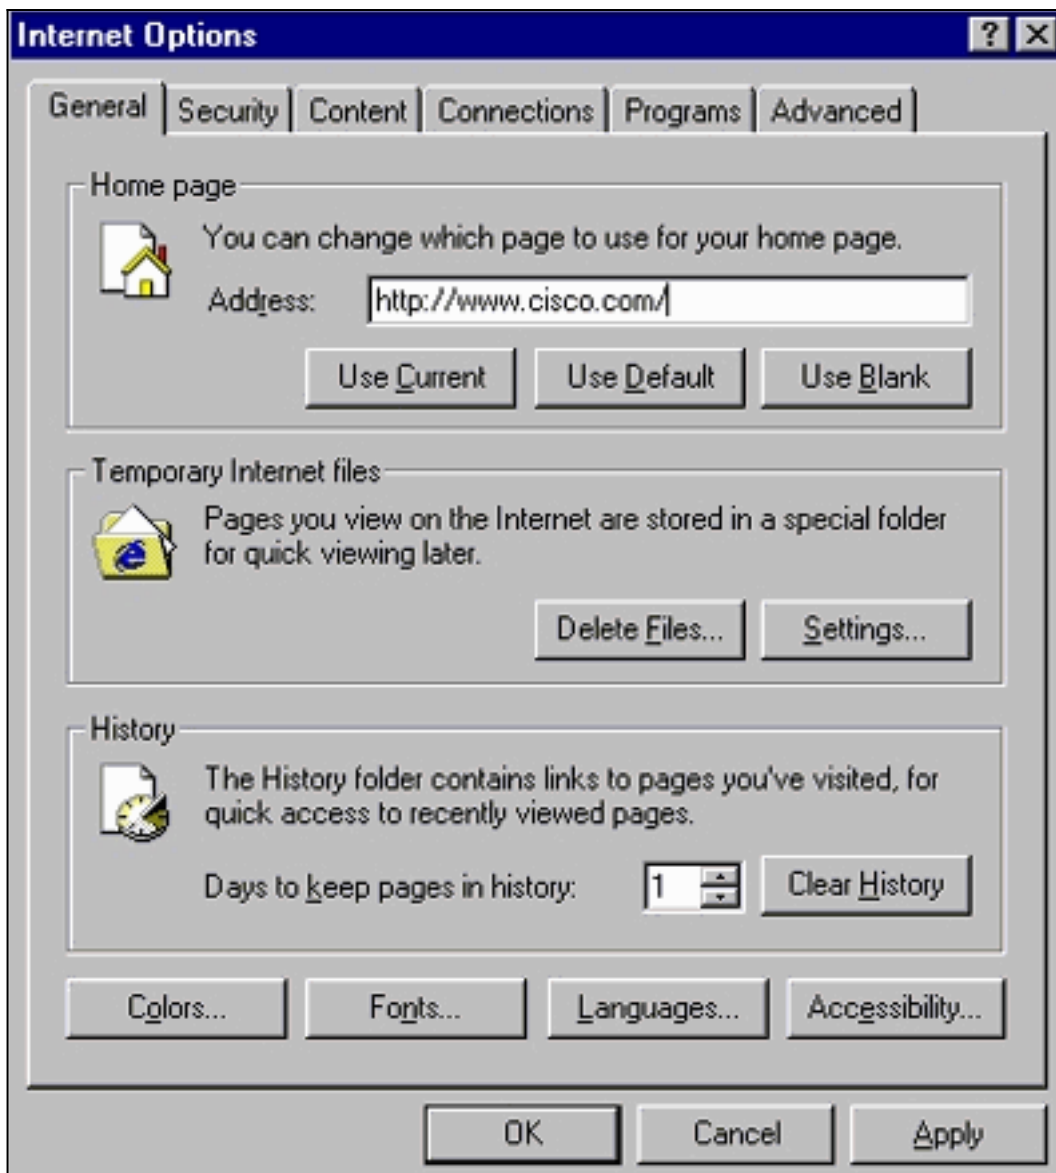 Internet Options
General Security Content Connections Programs Advanced
Home page
You can change which page to use for your home page.
Address: http://www.cisco.com/
Use Current Use Default Use Blank
Temporary Internet files
Pages you view on the Internet are stored in a special folder
for quick viewing later.
Delete Files... Settings...
History
The History folder contains links to pages you've visited, for
quick access to recently viewed pages.
Days to keep pages in history: 1 Clear History
Colors... Fonts... Languages... Accessibility...
OK Cancel Apply